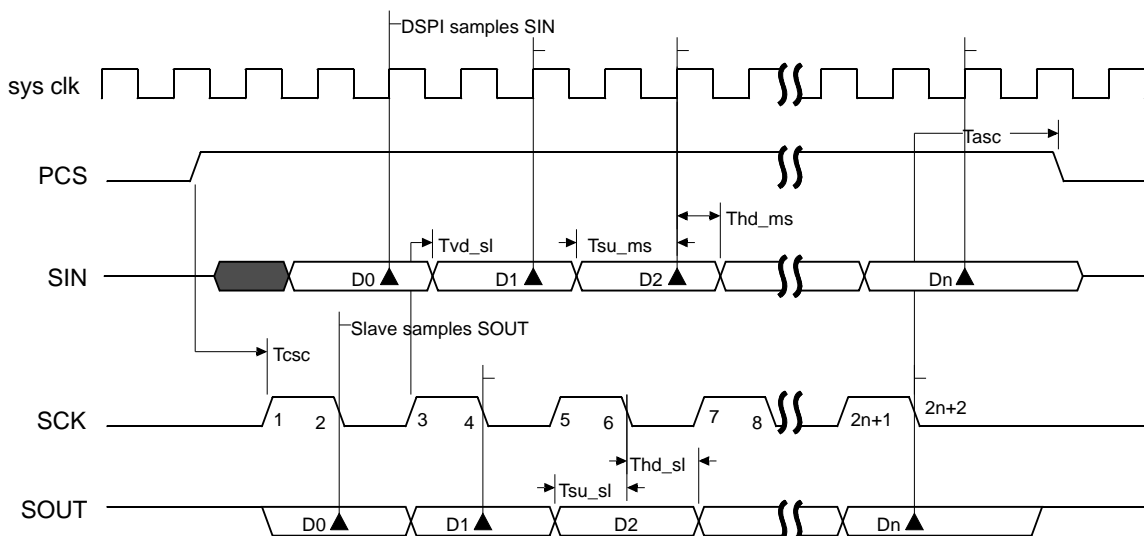 DSPI samples SIN
sys clk
Tasc
PCS
Thd_ms
Tvd_sl
Tsu_ms
SIN
D0
D1
D2
Dn
Slave samples SOUT
Tcsc
SCK
1
2
3
4
5
6
7
8
2n+1
2n+2
Thd_sl
Tsu_sl
SOUT
D0
D1
D2
Dn